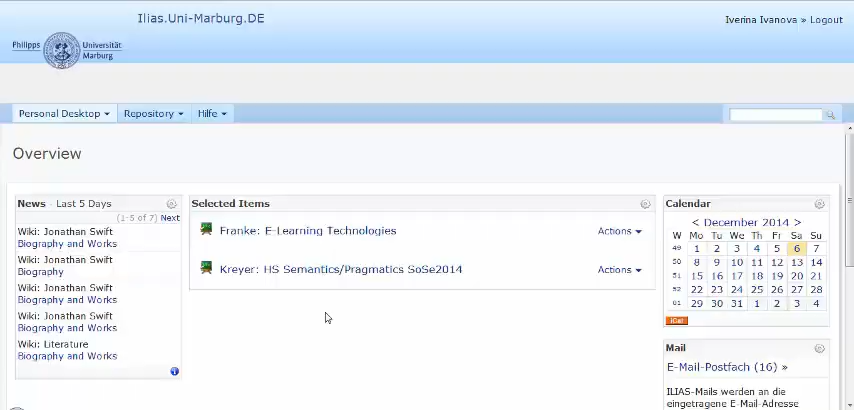 Ilias.Uni-Marburg.DE
Iverina Ivanova » Logout
Philipps Universität
Marburg
Personal Desktop Repository Hilfe
Overview
News - Last 5 Days
(1-5 of 7) Next
Wiki: Jonathan Swift
Biography and Works
Wiki: Jonathan Swift
Biography
Wiki: Jonathan Swift
Biography and Works
Wiki: Jonathan Swift
Biography and Works
Wiki: Literature
Biography and Works
Selected Items
Franke: E-Learning Technologies Actions
Kreyer: HS Semantics/Pragmatics SoSe2014 Actions
Calendar
< December 2014 >
W Mo Tu We Th Fr Sa Su
49 1 2 3 4 5 6 7
50 8 9 10 11 12 13 14
51 15 16 17 18 19 20 21
52 22 23 24 25 26 27 28
01 29 30 31 1 2 3 4
iCal
Mail
E-Mail-Postfach (16) »
ILIAS-Mails werden an die
eingetragene E-Mail-Adresse